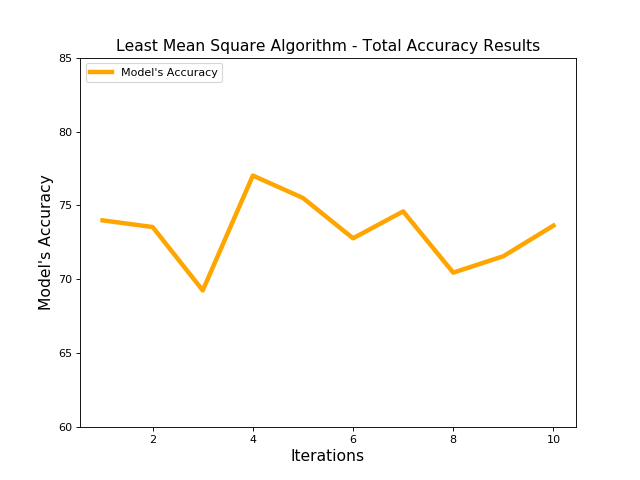 Least Mean Square Algorithm - Total Accuracy Results
Model's Accuracy
85
80
75
70
65
60
Model's Accuracy
2
4
6
8
10
Iterations